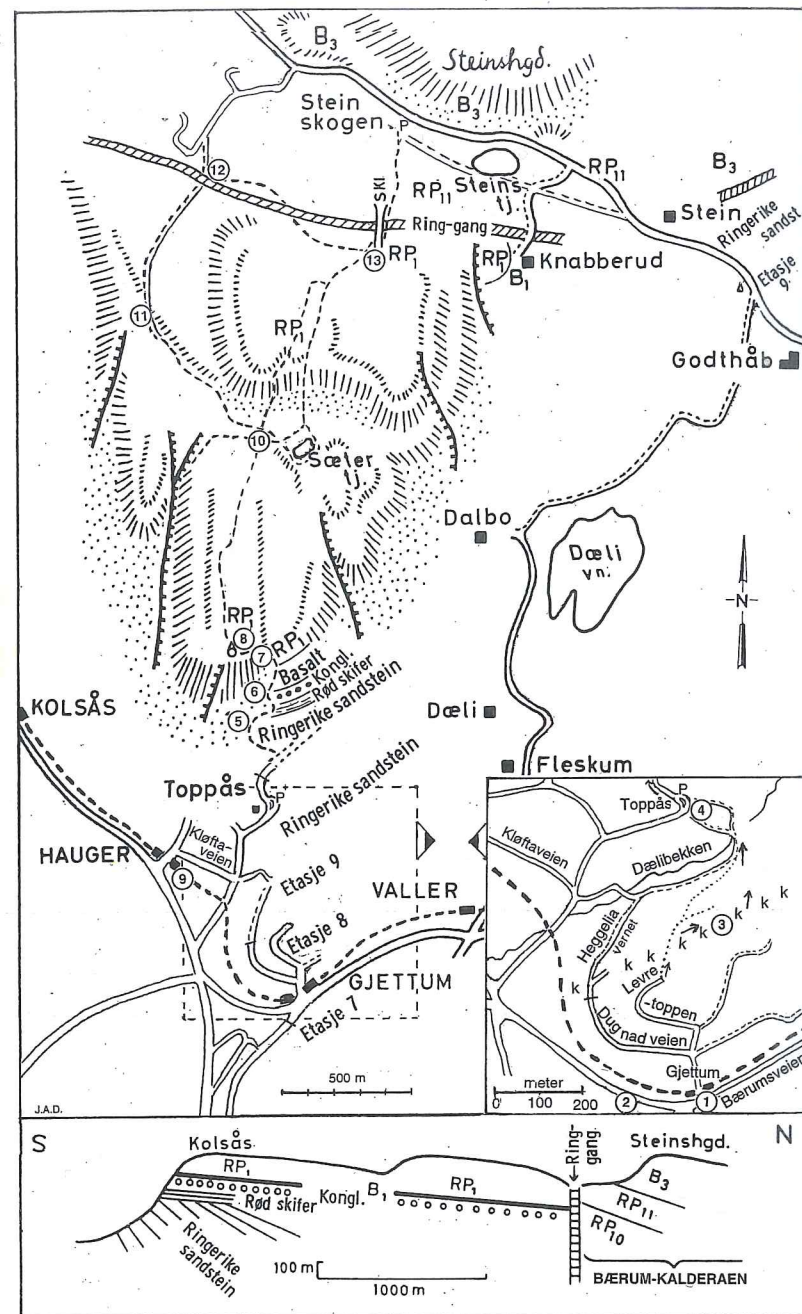 B3
Steinshgd.
B3
Stein
skogen
P
12
SKI.
RP11
Steins
tj.
RP11
B3
Stein
Ringerike
sandst
Etasje
9.
Ring-gang
13
RP1
RP1
B1
Knabberud
11
RP1
Godthåb
10
Sæler
tj.
Dalbo
Dæli
vn.
-N-
RP1
8
7
RP1
Basalt
Kongl.
Rød skifer
Ringerike sandstein
6
5
KOLSÅS
Dæli
Fleskum
Toppås
P
Ringerike sandstein
Kløfta-
veien
HAUGER
9
Etasje 9
VALLER
Etasje 8
GJETTUM
Etasje 7
500 m
J.A.D.
P
Toppås
4
Kløftaveien
Dælibekken
Heggelia
vernet
k k k k k k k k
3
Levre
-toppen
Dugnadveien
Gjettum
Bærumsveien
meter
0 100 200
2
1
S
Kolsås
Ring-
gang
Steinshgd.
N
RP1
Kongl.
B1
RP1
B3
Rød skifer
RP11
RP10
Ringerike
sandstein
100 m
1000 m
BÆRUM-KALDERAEN